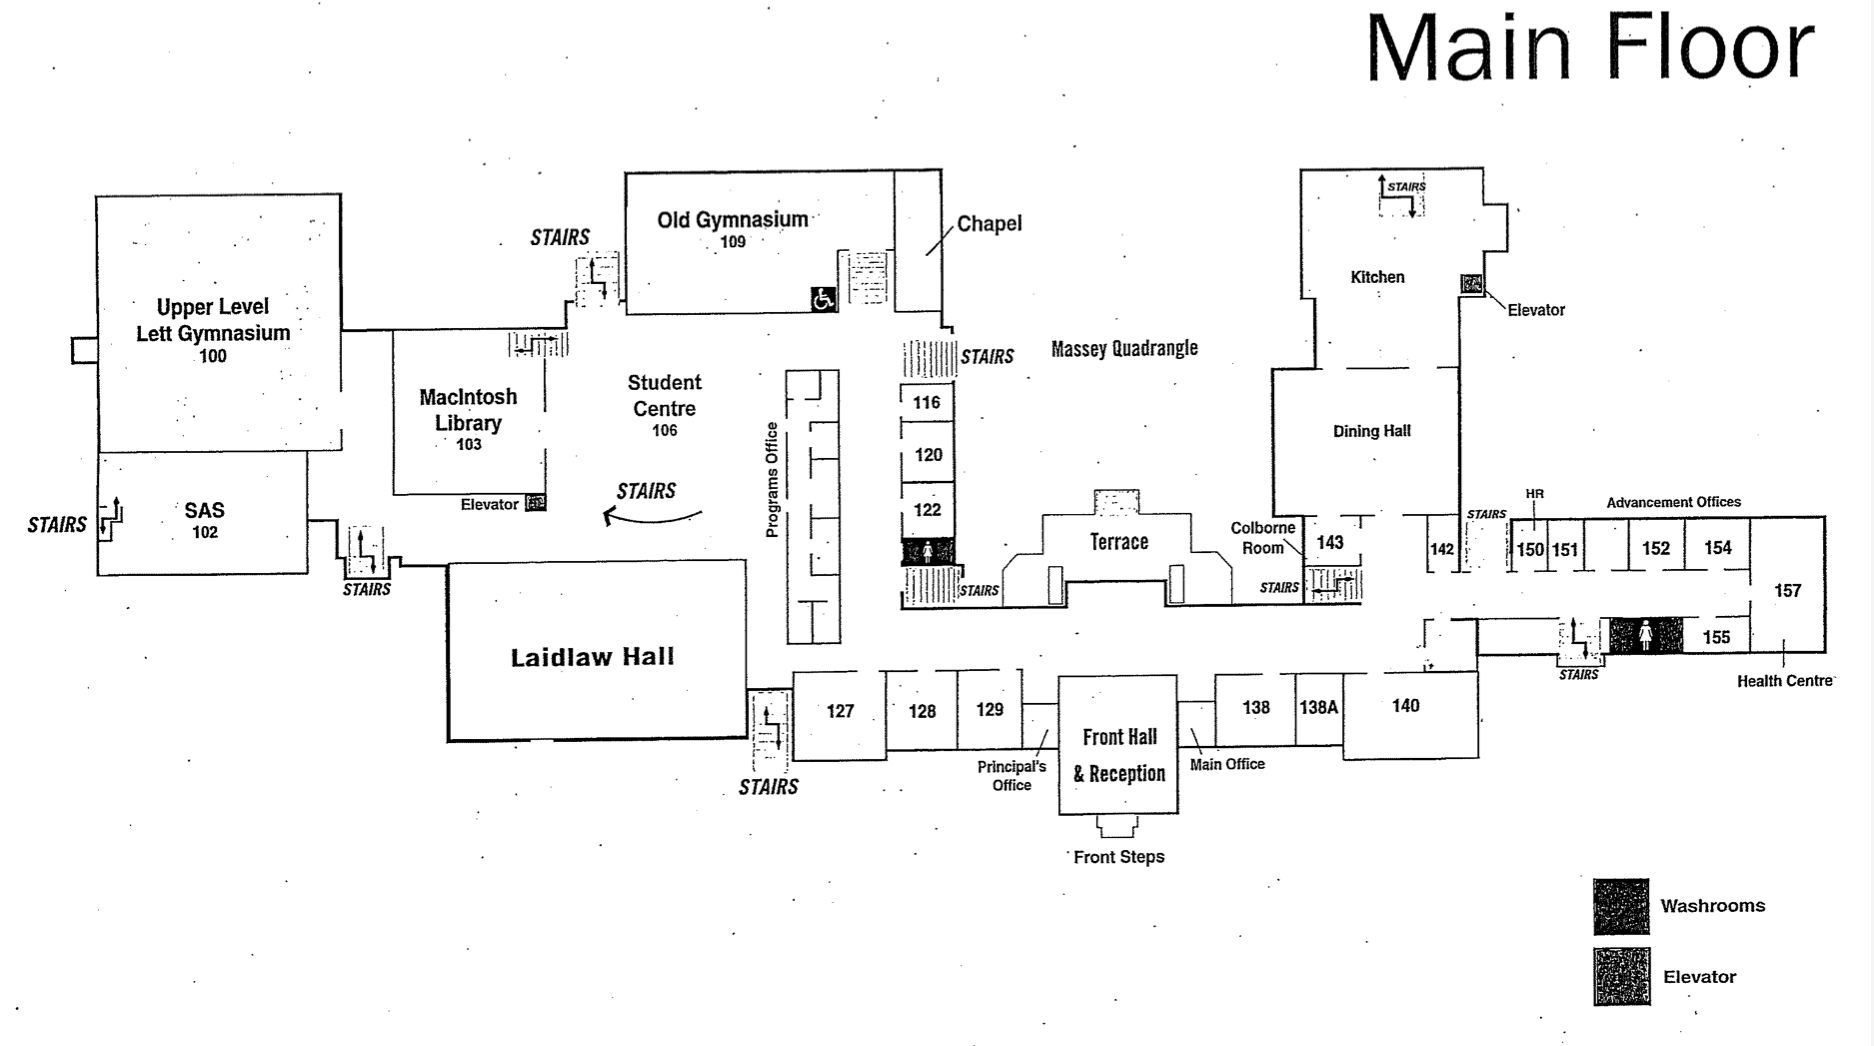 Main Floor
STAIRS
Old Gymnasium
109
Chapel
STAIRS
Kitchen
Elevator
Upper Level
Lett Gymnasium
100
MacIntosh
Library
103
Student
Centre
106
STAIRS
Massey Quadrangle
116
120
122
Programs Office
Dining Hall
Elevator
STAIRS
SAS
102
STAIRS
STAIRS
Terrace
STAIRS
Colborne
Room
143
STAIRS
142
STAIRS
HR
Advancement Offices
150
151
152
154
157
155
STAIRS
Health Centre
Laidlaw Hall
STAIRS
127
128
129
Principal's
Office
Front Hall
& Reception
Main Office
138
138A
140
Front Steps
Washrooms
Elevator